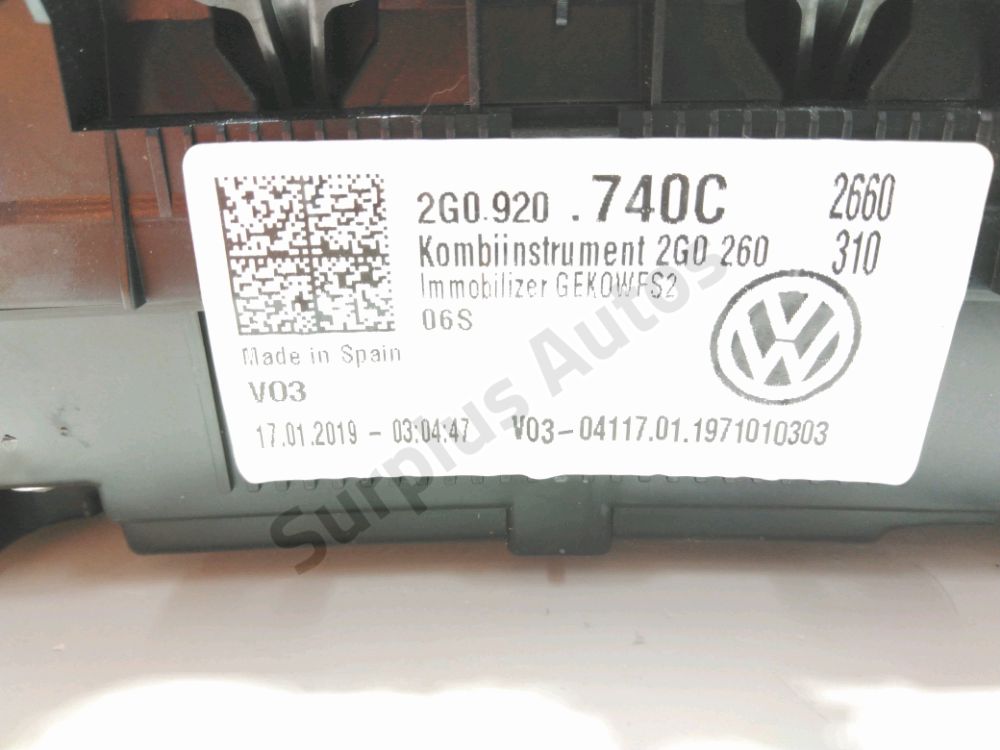 2G0.920 .740C 2660
Kombiinstrument 2G0 260 310
Immobilizer GEKOWFS2
06S
Made in Spain
V03
17.01.2019 - 03:04:47 V03-04117.01.1971010303
Surplus Autos